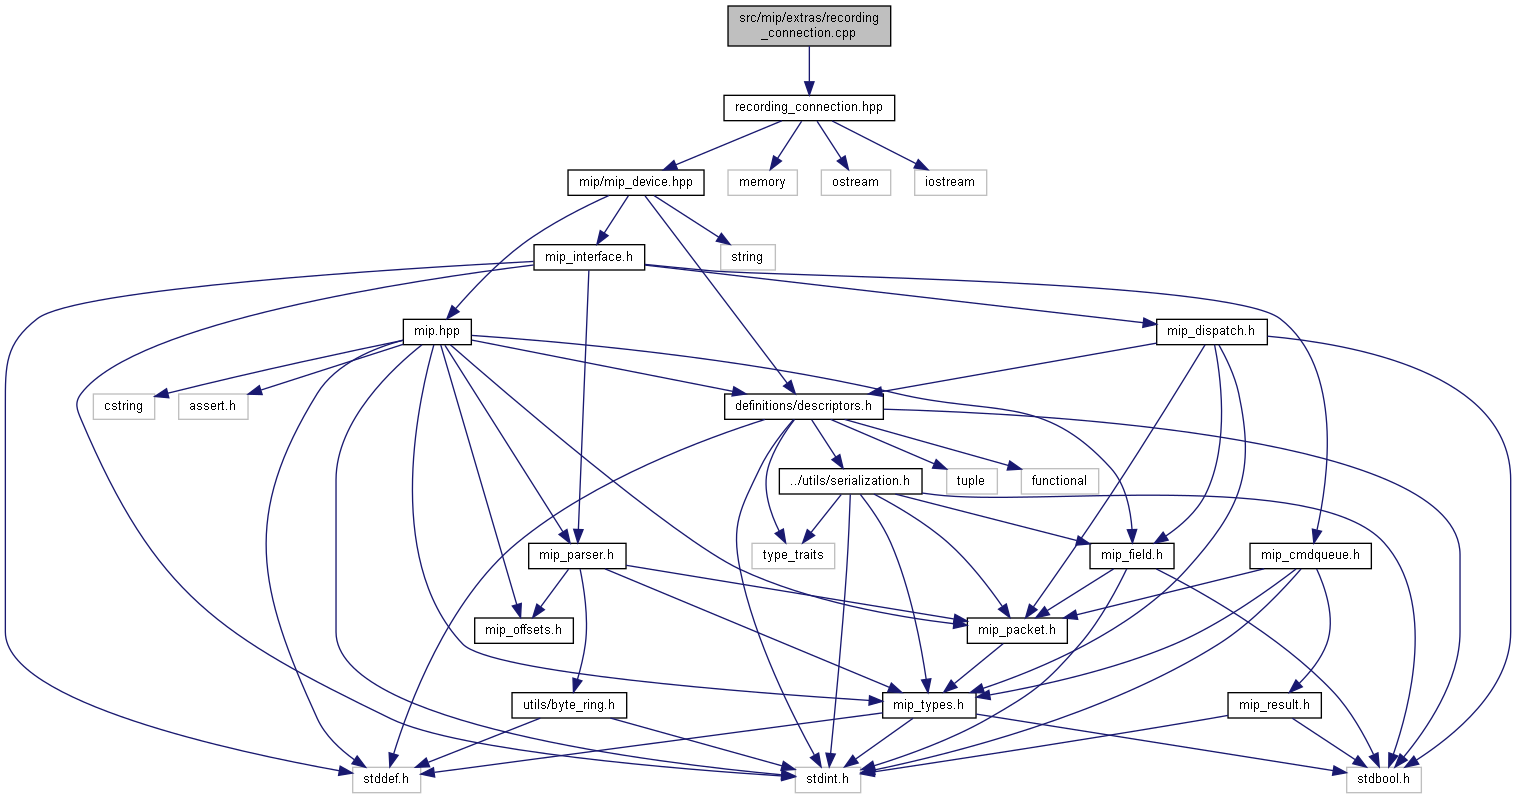 src/mip/extras/recording
_connection.cpp
recording_connection.hpp
mip/mip_device.hpp
memory
ostream
iostream
mip_interface.h
string
mip.hpp
mip_dispatch.h
cstring
assert.h
definitions/descriptors.h
../utils/serialization.h
tuple
functional
mip_parser.h
type_traits
mip_field.h
mip_cmdqueue.h
mip_offsets.h
mip_packet.h
utils/byte_ring.h
mip_types.h
mip_result.h
stddef.h
stdint.h
stdbool.h